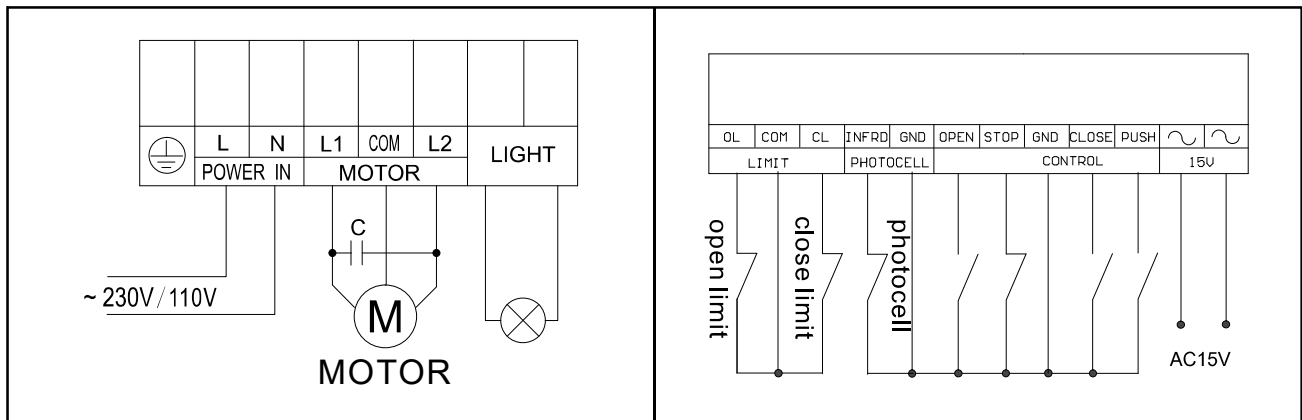 L N L1 COM L2 LIGHT
POWER IN MOTOR
C
~ 230V/110V
M
MOTOR
OL COM CL INFRD GND OPEN STOP GND CLOSE PUSH
LIMIT PHOTOCELL CONTROL 15V
open limit
close limit
photocell
AC15V